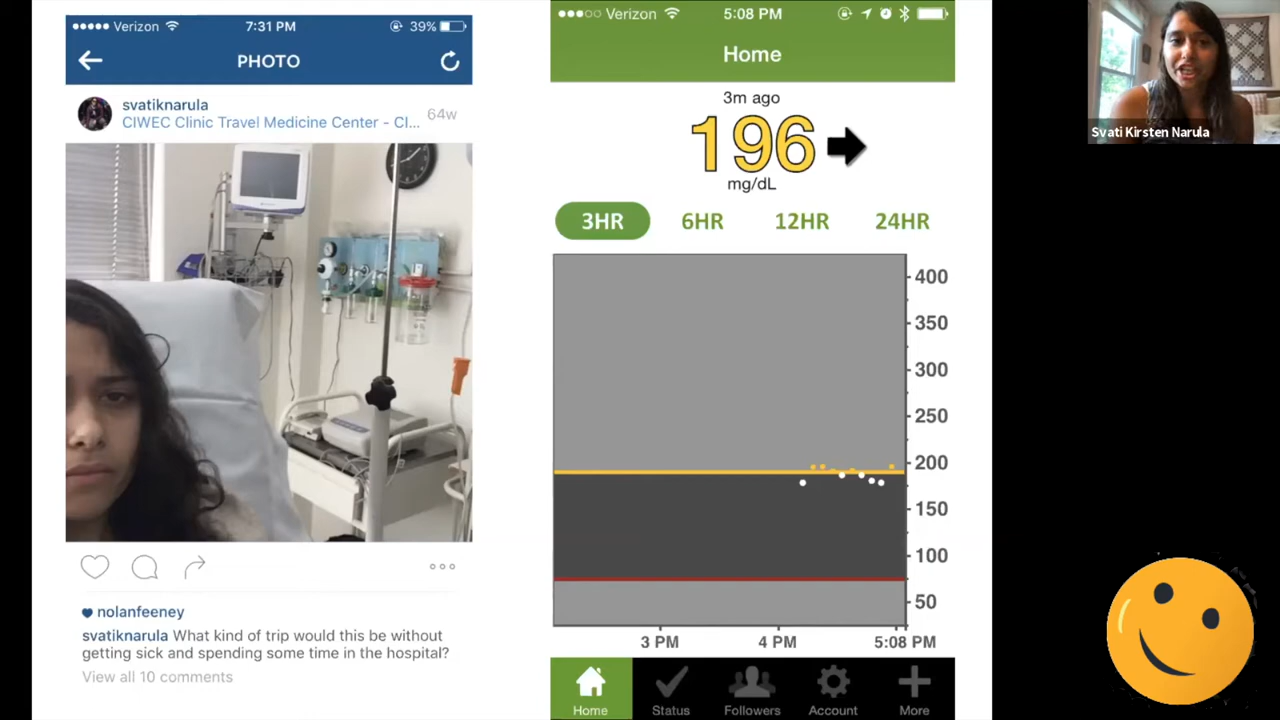 Verizon 7:31 PM 39%
PHOTO
svatiknarula
CIWEC Clinic Travel Medicine Center - CI...
64w
nolanfeeney
svatiknarula What kind of trip would this be without
getting sick and spending some time in the hospital?
View all 10 comments
Verizon 5:08 PM
Home
3m ago
196
mg/dL
3HR 6HR 12HR 24HR
400
350
300
250
200
150
100
50
3 PM 4 PM 5:08 PM
Home Status Followers Account More
Svati Kirsten Narula